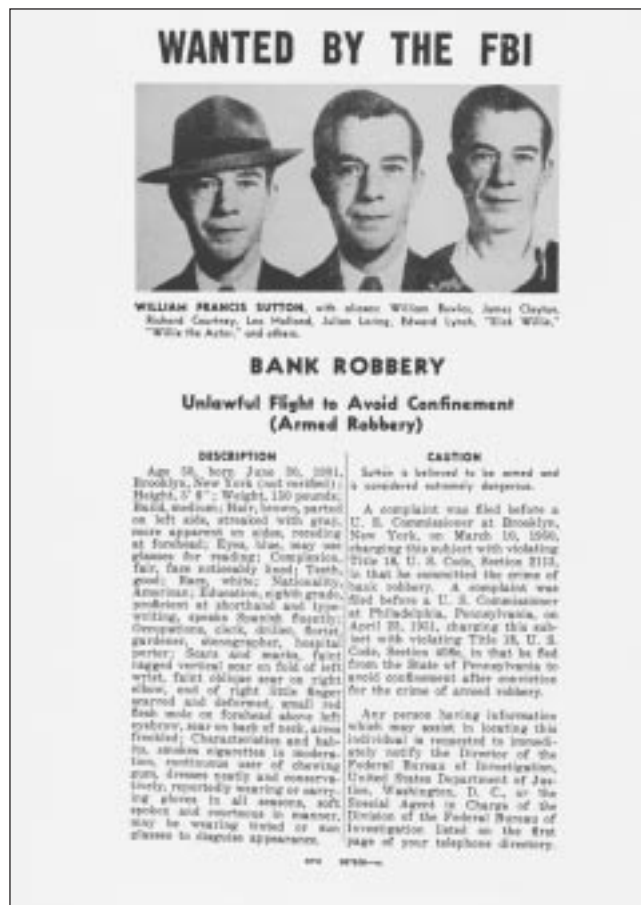 WANTED BY THE FBI
WILLIAM FRANCIS SUTTON, with aliases: William Bowles, James Clayton,
Richard Courtney, Leo Holland, Julian Loring, Edward Lynch, "Slick Willie,"
"Willie the Actor," and others.
BANK ROBBERY
Unlawful Flight to Avoid Confinement
(Armed Robbery)
DESCRIPTION
Age 50, born June 30, 1901,
Brooklyn, New York (not verified);
Height, 5' 8"; Weight, 150 pounds;
Build, medium; Hair, brown, parted
on left side, streaked with gray,
more apparent on sides, receding
at forehead; Eyes, blue, may use
glasses for reading; Complexion,
fair, face noticeably lined; Teeth,
good; Race, white; Nationality,
American; Education, eighth grade,
proficient at shorthand and type-
writing, speaks Spanish fluently;
Occupations, clerk, driller, florist,
gardener, stenographer, hospital
porter; Scars and marks, faint
jagged vertical scar on fold of left
wrist, faint oblique scar on right
elbow, end of right little finger
scarred and deformed, small red
flesh mole on forehead above left
eyebrow, scar on back of neck, arms
freckled; Characteristics and hab-
its, smokes cigarettes in modera-
tion, continuous user of chewing
gum, dresses neatly and conserva-
tively, reportedly wearing or carry-
ing gloves in all seasons, soft
spoken and courteous in manner,
may be wearing tinted or sun
glasses to disguise appearance.
CAUTION
Sutton is believed to be armed and
is considered extremely dangerous.
A complaint was filed before a
U. S. Commissioner at Brooklyn,
New York, on March 10, 1950,
charging this subject with violating
Title 18, U. S. Code, Section 2113,
in that he committed the crime of
bank robbery. A complaint was
filed before a U. S. Commissioner
at Philadelphia, Pennsylvania, on
April 1951, charging this sub-
ject with violating Title 18, U. S.
Code, Section in that he fled
from the State of Pennsylvania to
avoid confinement after conviction
for the crime of armed robbery.
Any person having information
which may assist in locating this
individual is requested to immedi-
ately notify the Director of the
Federal Bureau of Investigation,
United States Department of Jus-
tice, Washington, D. C., or the
Special Agent in Charge of the
Division of the Federal Bureau of
Investigation listed on the first
page of your telephone directory.